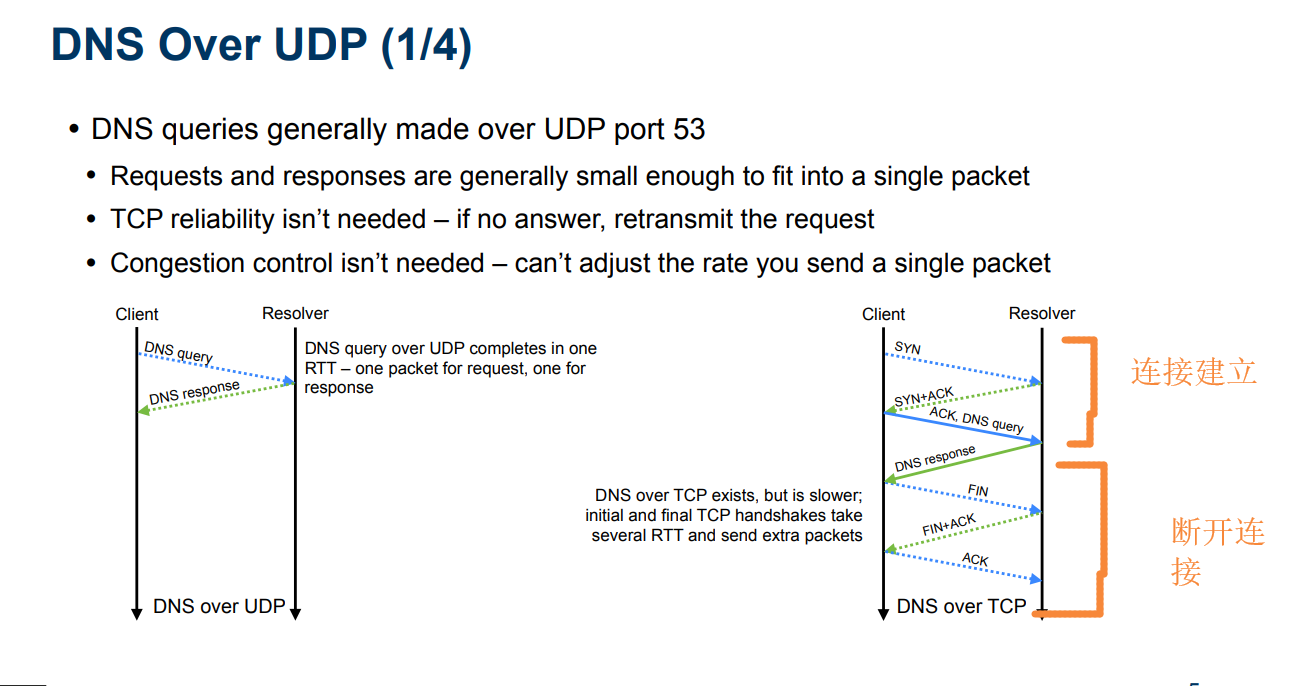 DNS Over UDP (1/4)
• DNS queries generally made over UDP port 53
• Requests and responses are generally small enough to fit into a single packet
• TCP reliability isn’t needed – if no answer, retransmit the request
• Congestion control isn’t needed – can’t adjust the rate you send a single packet
Client
Resolver
DNS query
DNS response
DNS query over UDP completes in one
RTT – one packet for request, one for
response
DNS over UDP
Client
Resolver
SYN
SYN+ACK
ACK, DNS query
DNS response
FIN
FIN+ACK
ACK
DNS over TCP exists, but is slower;
initial and final TCP handshakes take
several RTT and send extra packets
DNS over TCP
连接建立
断开连
接